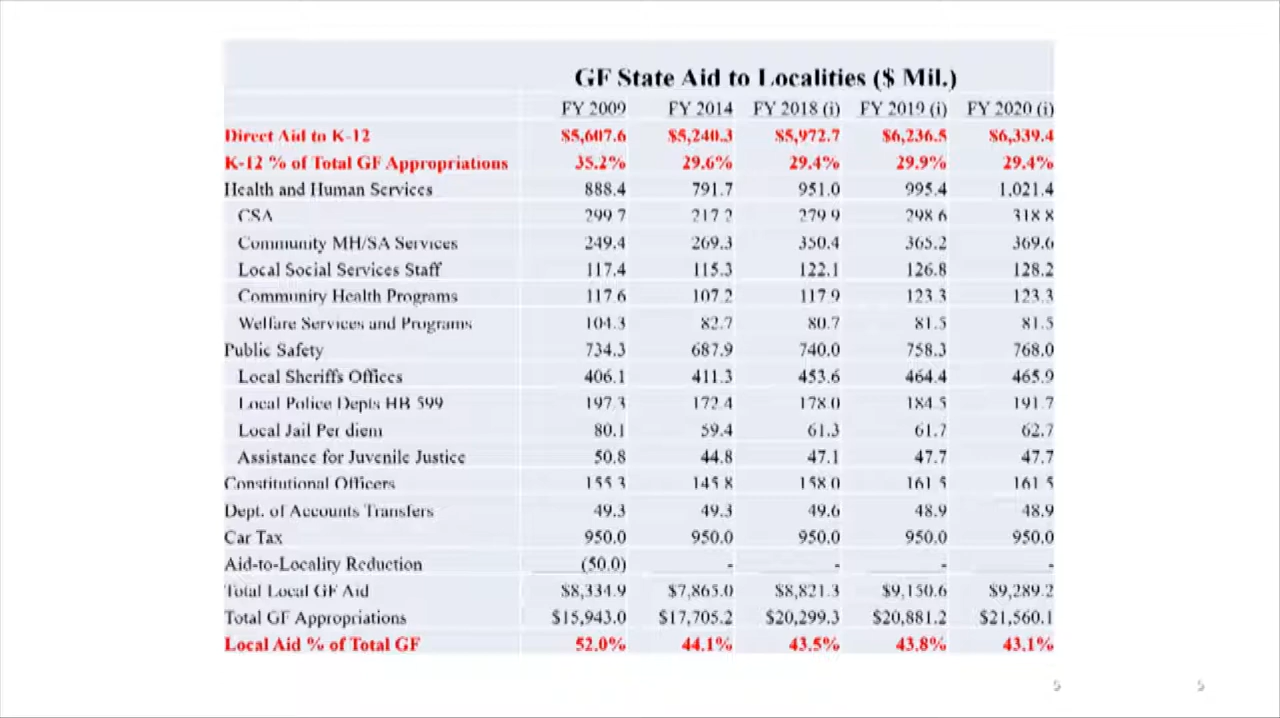 GF State Aid to Localities ($ Mil.)
FY 2009 FY 2014 FY 2018 (i) FY 2019 (i) FY 2020 (i)
Direct Aid to K-12 $5,607.6 $5,240.3 $5,972.7 $6,236.5 $6,339.4
K-12 % of Total GF Appropriations 35.2% 29.6% 29.4% 29.9% 29.4%
Health and Human Services 888.4 791.7 951.0 995.4 1,021.4
CSA 299.7 217.2 279.9 298.6 318.8
Community MH/SA Services 249.4 269.3 350.4 365.2 369.6
Local Social Services Staff 117.4 115.3 122.1 126.8 128.2
Community Health Programs 117.6 107.2 117.9 123.3 123.3
Welfare Services and Programs 104.3 82.7 80.7 81.5 81.5
Public Safety 734.3 687.9 740.0 758.3 768.0
Local Sheriffs Offices 406.1 411.3 453.6 464.4 465.9
Local Police Depts HB 599 197.3 172.4 178.0 184.5 191.7
Local Jail Per diem 80.1 59.4 61.3 61.7 62.7
Assistance for Juvenile Justice 50.8 44.8 47.1 47.7 47.7
Constitutional Officers 155.3 145.8 158.0 161.5 161.5
Dept. of Accounts Transfers 49.3 49.3 49.6 48.9 48.9
Car Tax 950.0 950.0 950.0 950.0 950.0
Aid-to-Locality Reduction (50.0) - - - -
Total Local GF Aid $8,334.9 $7,865.0 $8,821.3 $9,150.6 $9,289.2
Total GF Appropriations $15,943.0 $17,705.2 $20,299.3 $20,881.2 $21,560.1
Local Aid % of Total GF 52.0% 44.1% 43.5% 43.8% 43.1%
5 5